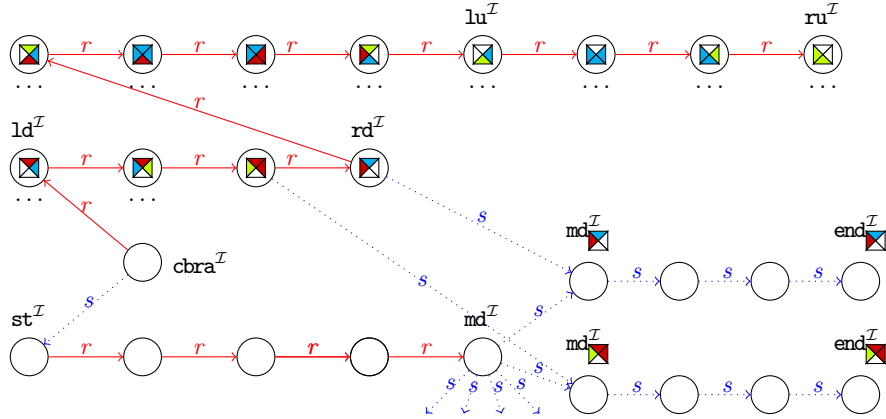 lu^ℐ ru^ℐ
r r r r r r r
... ... ... ... ... ... ... ...
r
ld^ℐ rd^ℐ
r r r
... ...
r
s
md^ℐ end^ℐ
cbra^ℐ
s s s s
s s
st^ℐ md^ℐ
md^ℐ end^ℐ
r r r r
s s s s
s s s